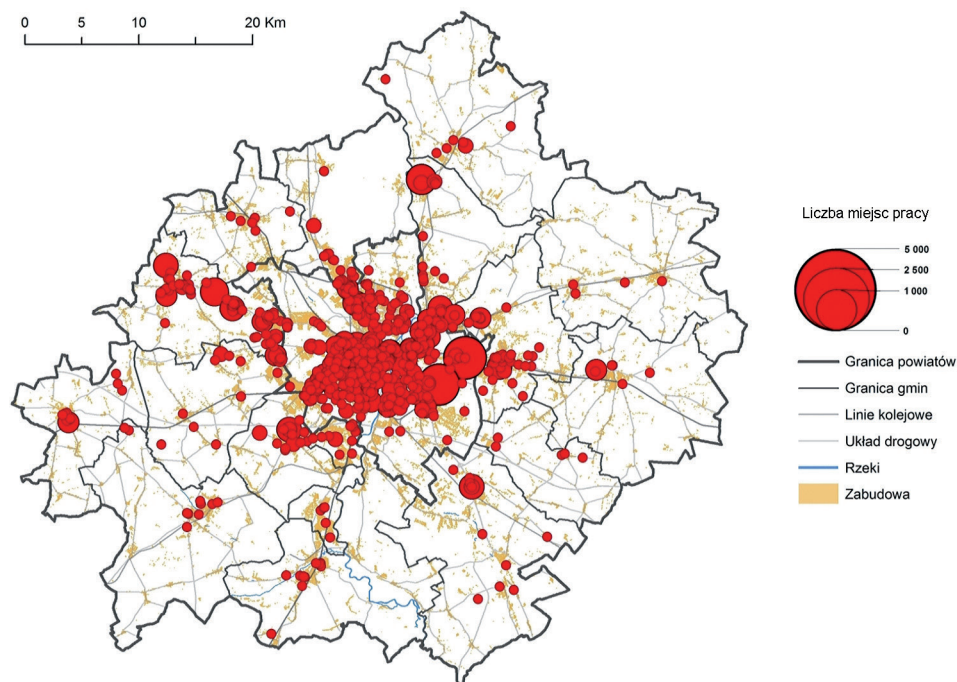 0 5 10 20 Km
Liczba miejsc pracy
5 000
2 500
1 000
0
Granica powiatów
Granica gmin
Linie kolejowe
Układ drogowy
Rzeki
Zabudowa